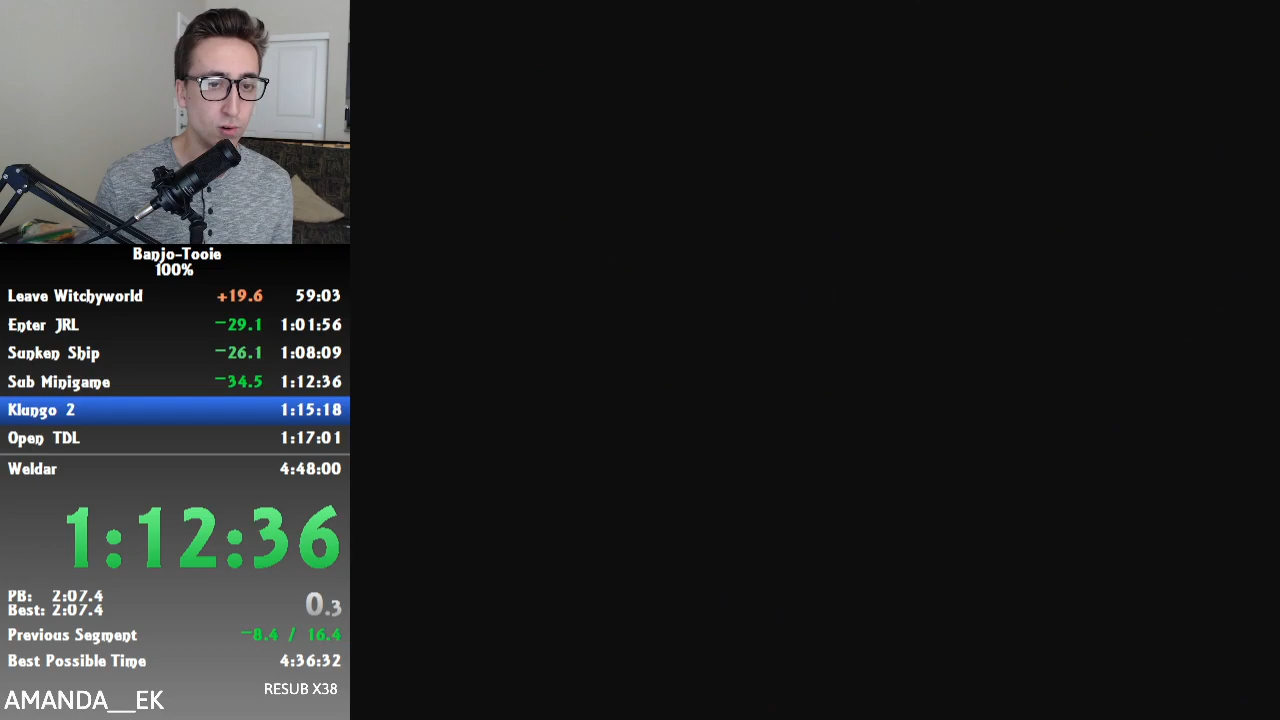 Banjo-Tooie
100%
Leave Witchyworld +19.6 59:03
Enter JRL −29.1 1:01:56
Sunken Ship −26.1 1:08:09
Sub Minigame −34.5 1:12:36
Klungo 2 1:15:18
Open TDL 1:17:01
Weldar 4:48:00
1:12:36
PB: 2:07.4
Best: 2:07.4
0.3
Previous Segment −8.4 / 16.4
Best Possible Time 4:36:32
AMANDA__EK RESUB X38